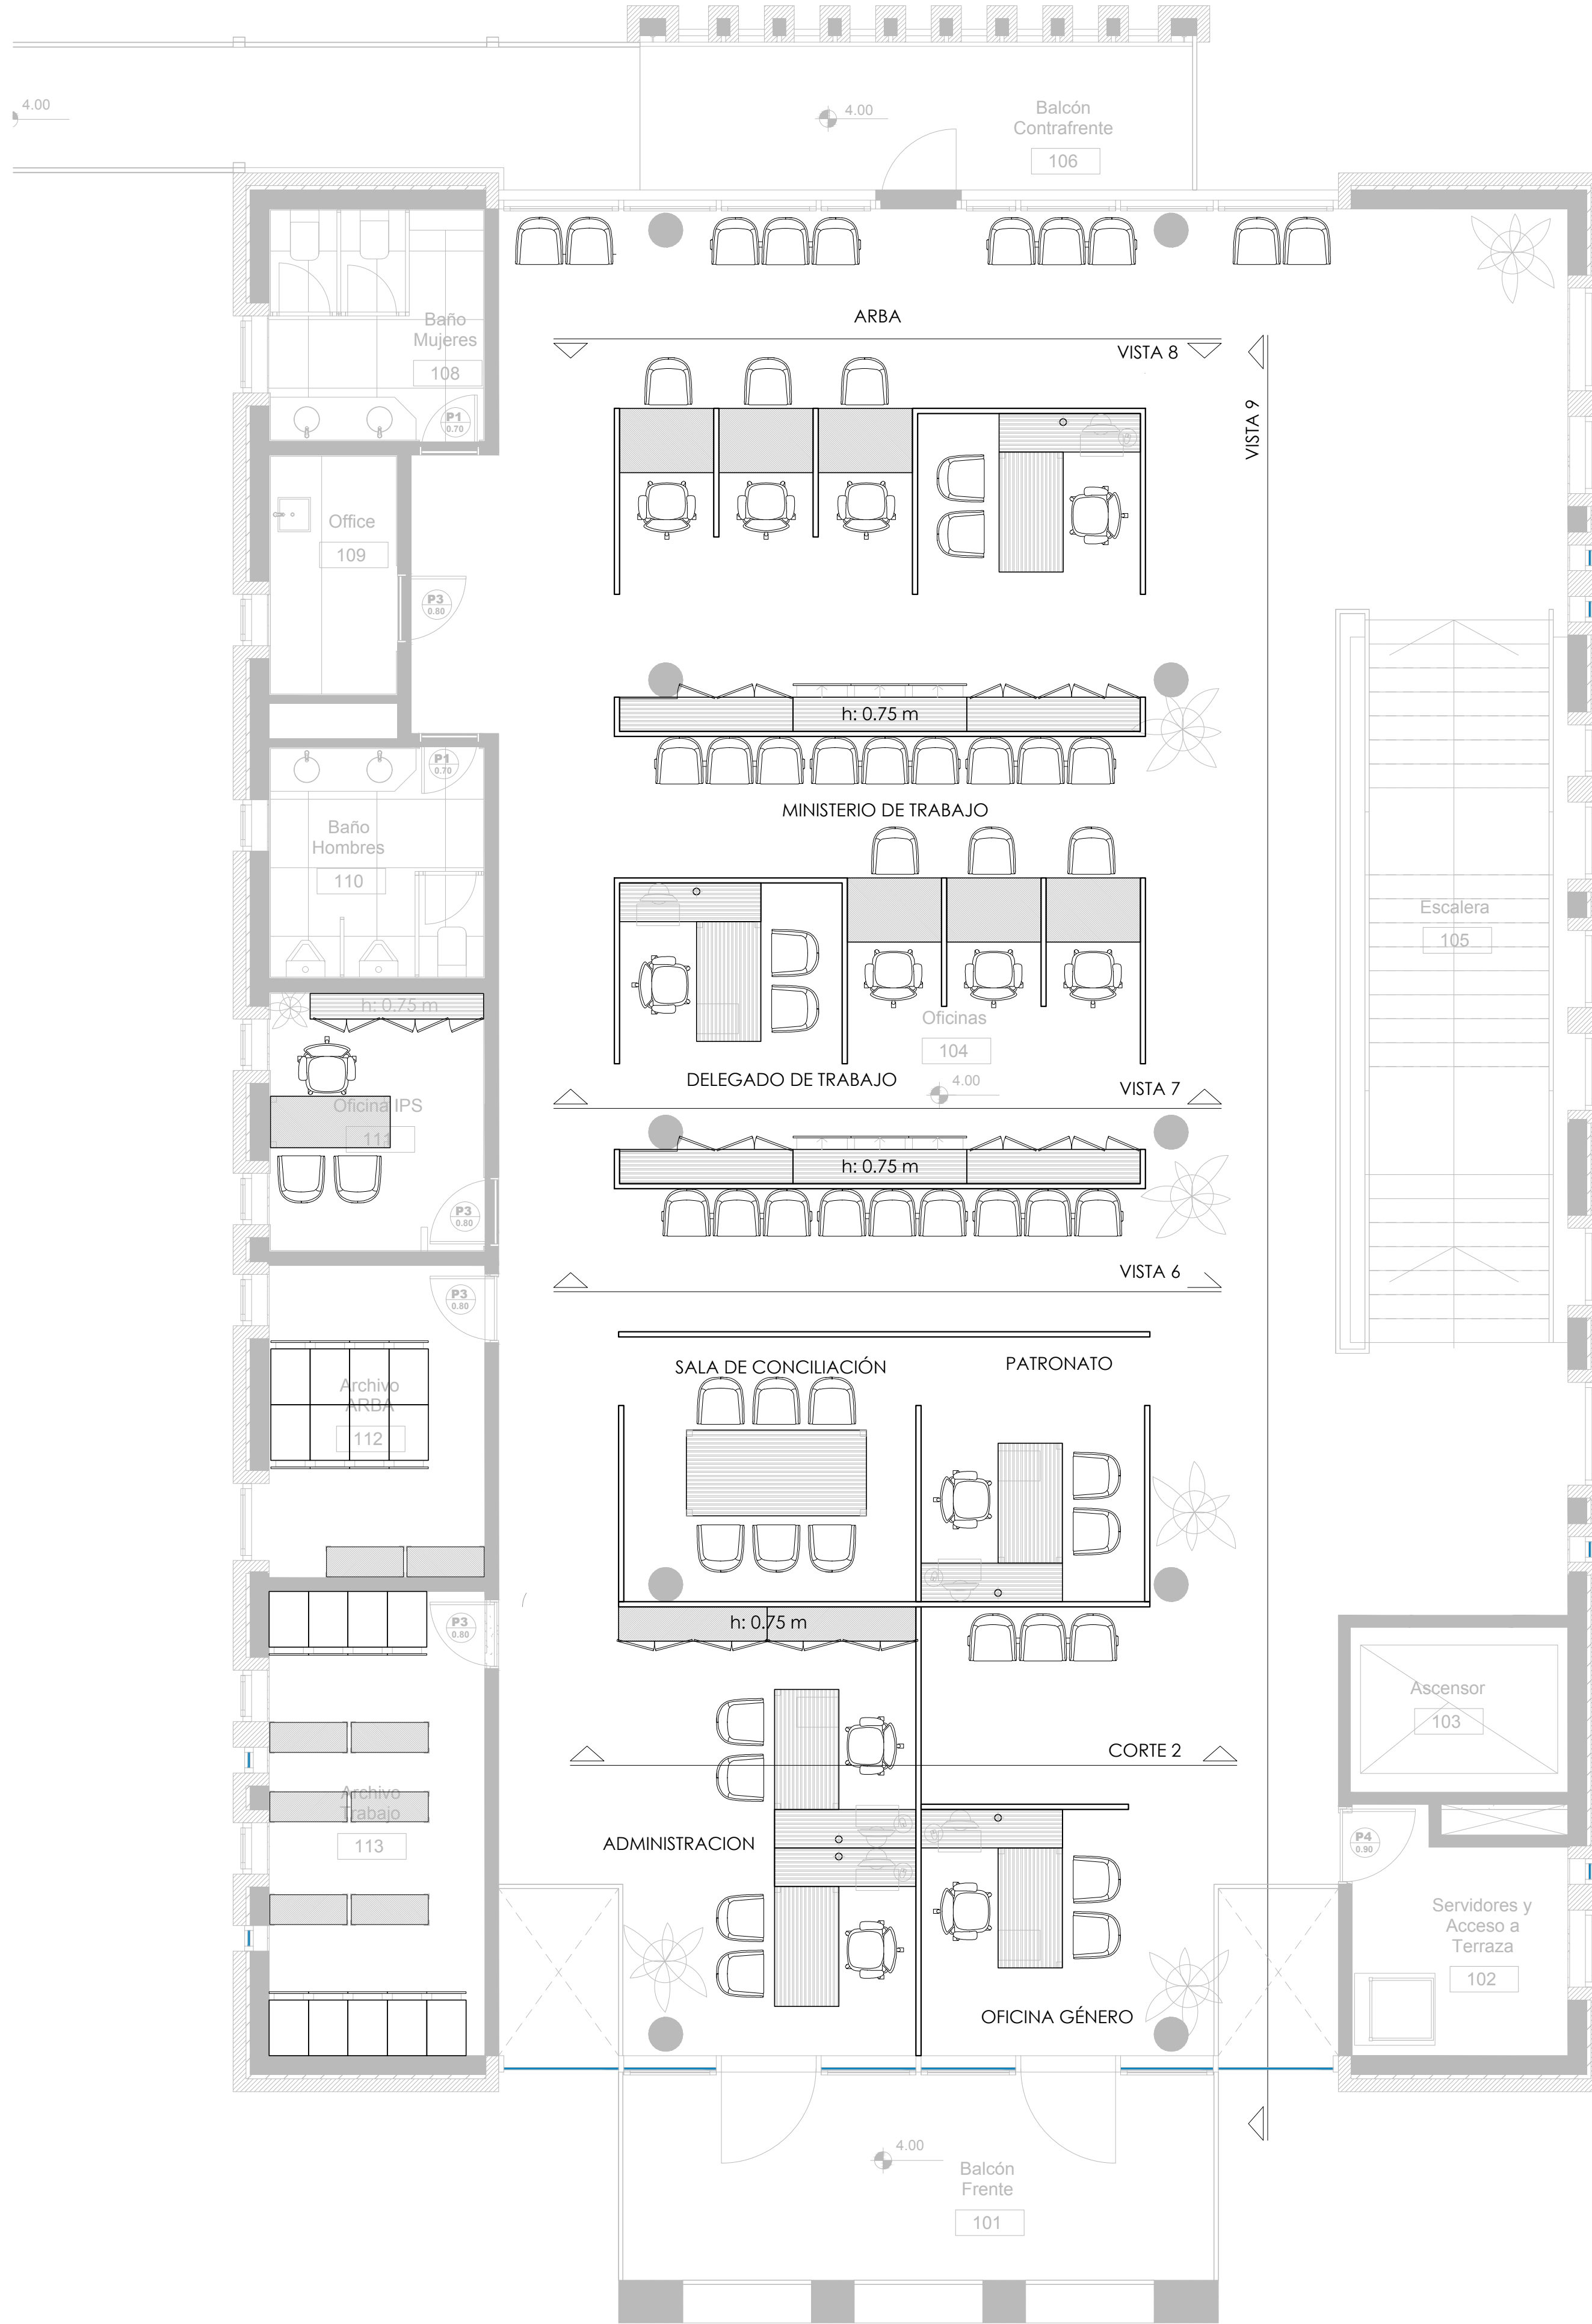 4.00
4.00
Balcón
Contrafrente
106
ARBA
VISTA 8
VISTA 9
Baño
Mujeres
108
P1
0.70
Office
109
P3
0.80
h: 0.75 m
P1
0.70
MINISTERIO DE TRABAJO
Baño
Hombres
110
Escalera
105
h: 0.75 m
Oficinas
104
4.00
DELEGADO DE TRABAJO
VISTA 7
Oficina IPS
111
h: 0.75 m
P3
0.80
VISTA 6
P3
0.80
SALA DE CONCILIACIÓN
PATRONATO
Archivo
ARBA
112
P3
0.80
h: 0.75 m
Ascensor
103
CORTE 2
Archivo
Trabajo
113
ADMINISTRACION
P4
0.90
Servidores y
Acceso a
Terraza
102
OFICINA GÉNERO
4.00
Balcón
Frente
101